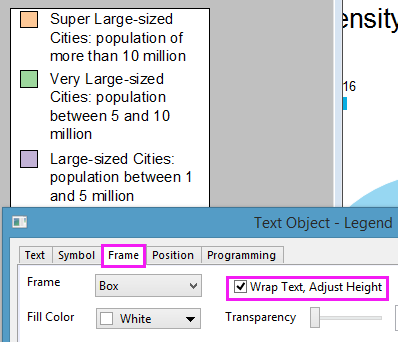 Super Large-sized
Cities: population of
more than 10 million
Very Large-sized
Cities: population
between 5 and 10
million
Large-sized Cities:
population between 1
and 5 million
ensity
16
Text Object - Legend
Text Symbol Frame Position Programming
Frame Box Wrap Text, Adjust Height
Fill Color White Transparency